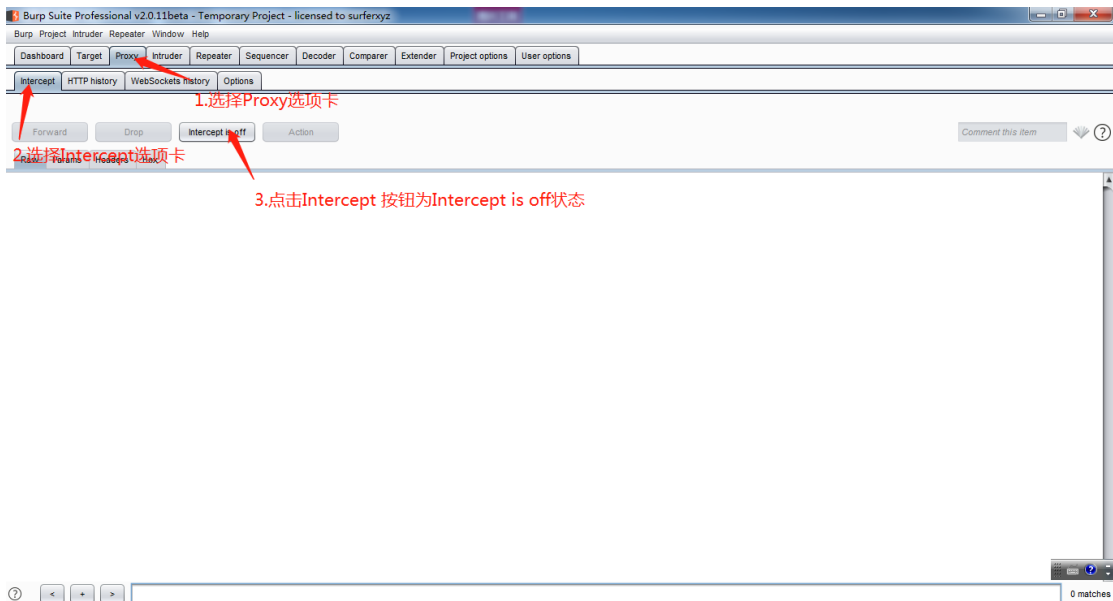 Burp Suite Professional v2.0.11beta - Temporary Project - licensed to surferxyz
Burp Project Intruder Repeater Window Help
Dashboard Target Proxy Intruder Repeater Sequencer Decoder Comparer Extender Project options User options
Intercept HTTP history WebSockets history Options
1.选择Proxy选项卡
Forward Drop Intercept is off Action Comment this item ?
2.选择Intercept选项卡
Raw Params Headers Hex
3.点击Intercept 按钮为Intercept is off状态
? < + > 0 matches